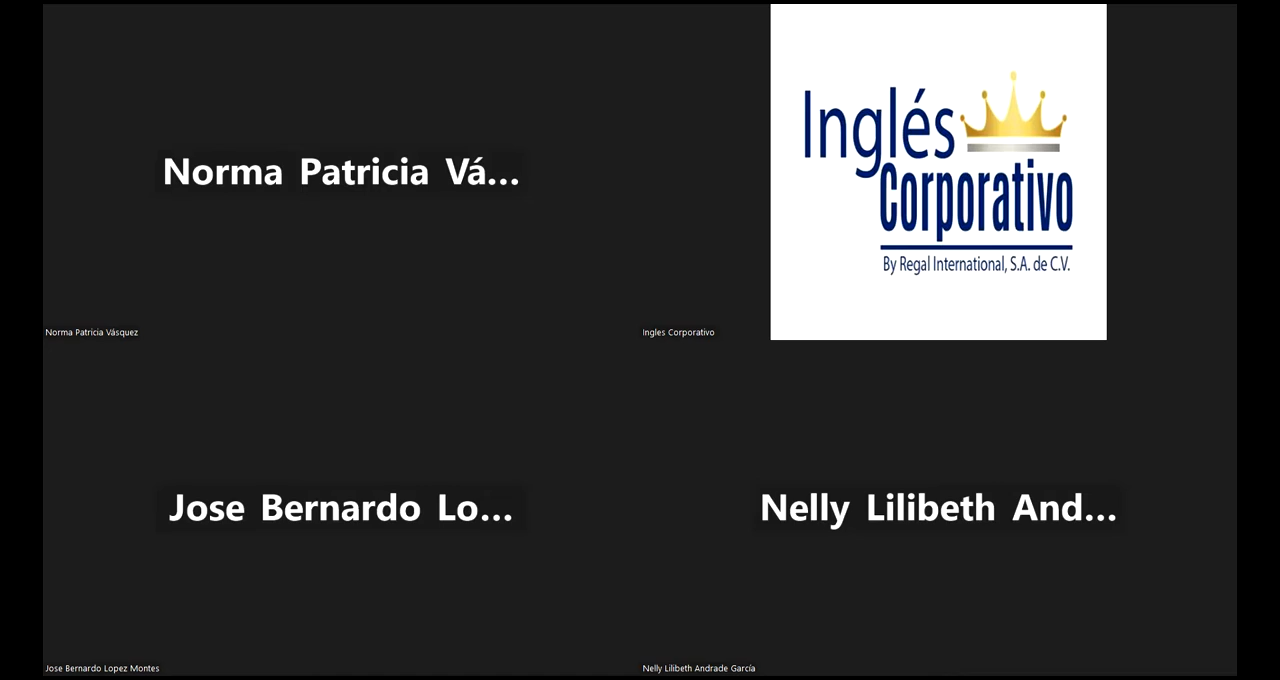 Norma Patricia Vá...
Norma Patricia Vásquez
Inglés
Corporativo
By Regal International, S.A. de C.V.
Ingles Corporativo
Jose Bernardo Lo...
Jose Bernardo Lopez Montes
Nelly Lilibeth And...
Nelly Lilibeth Andrade García